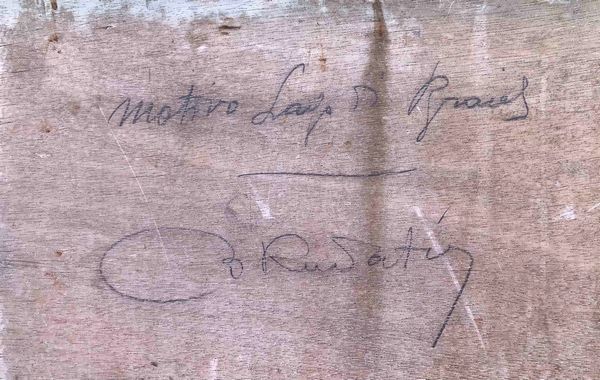 motivo Lago di Braies
Rudatis